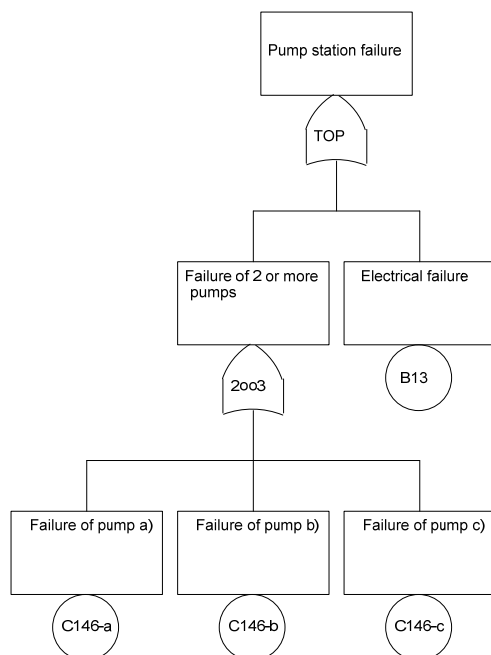 Pump station failure
TOP
Failure of 2 or more
pumps
Electrical failure
B13
2oo3
Failure of pump a)
Failure of pump b)
Failure of pump c)
C146-a
C146-b
C146-c